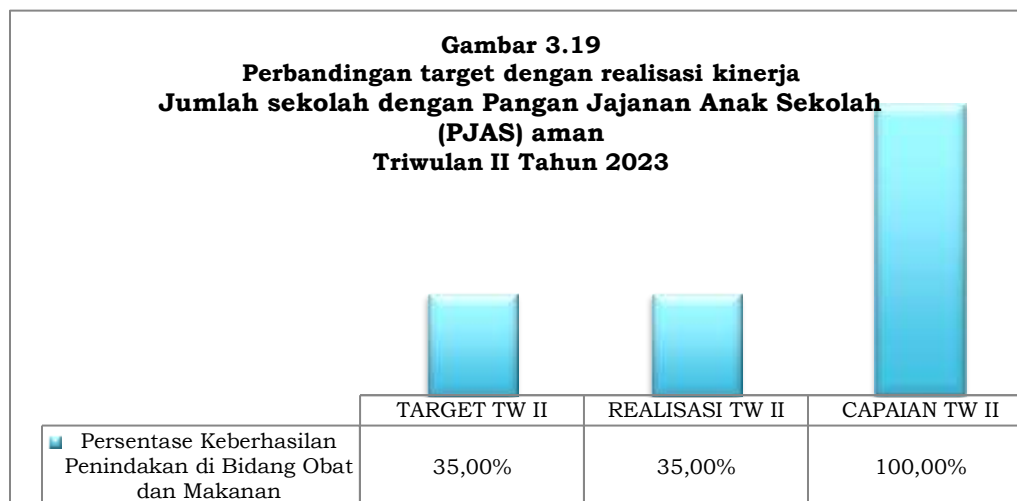 Gambar 3.19
Perbandingan target dengan realisasi kinerja
Jumlah sekolah dengan Pangan Jajanan Anak Sekolah
(PJAS) aman
Triwulan II Tahun 2023
TARGET TW II REALISASI TW II CAPAIAN TW II
Persentase Keberhasilan
Penindakan di Bidang Obat
dan Makanan
35,00% 35,00% 100,00%